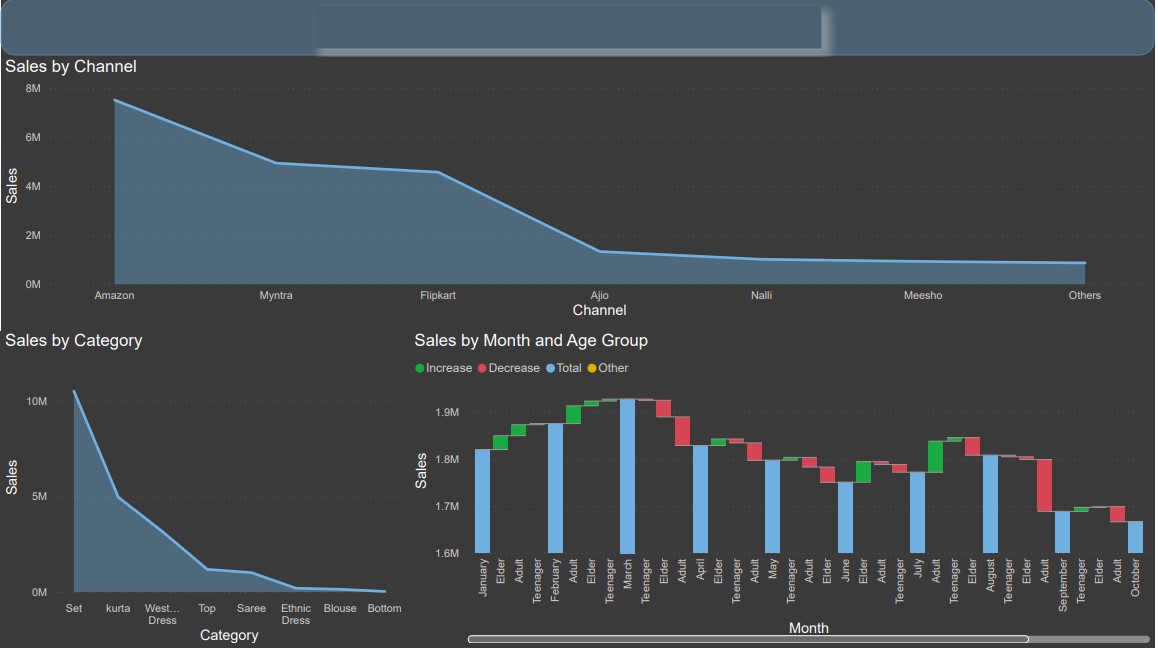 Sales by Channel
8M
6M
4M
2M
0M
Sales
Amazon Myntra Flipkart Ajio Nalli Meesho Others
Channel
Sales by Category
10M
5M
0M
Sales
Set kurta West... Top Saree Ethnic Blouse Bottom
Dress Dress
Category
Sales by Month and Age Group
Increase Decrease Total Other
1.9M
1.8M
1.7M
1.6M
Sales
January Elder Adult Teenager February Adult Elder Teenager March Teenager Elder Adult April Elder Teenager Adult May Teenager Adult Elder June Elder Adult Teenager July Adult Teenager Elder August Teenager Elder Adult September Teenager Elder Adult October
Month